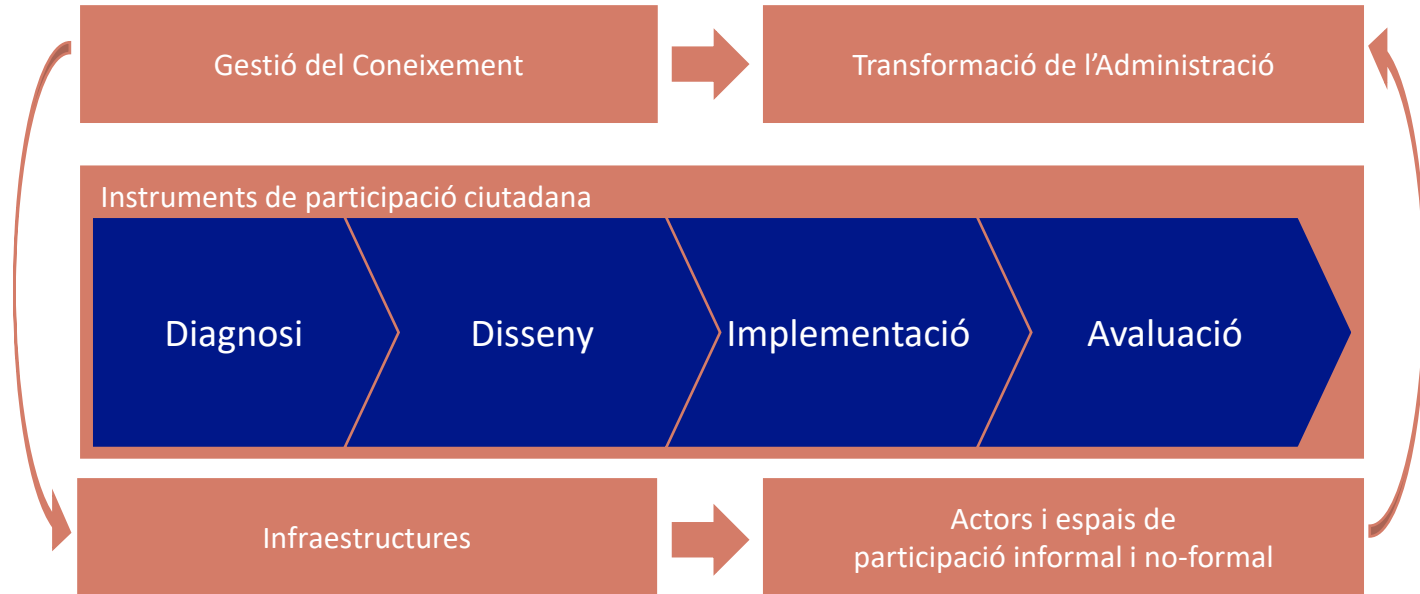 Gestió del Coneixement
Transformació de l’Administració
Instruments de participació ciutadana
Diagnosi
Disseny
Implementació
Avaluació
Infraestructures
Actors i espais de
participació informal i no-formal